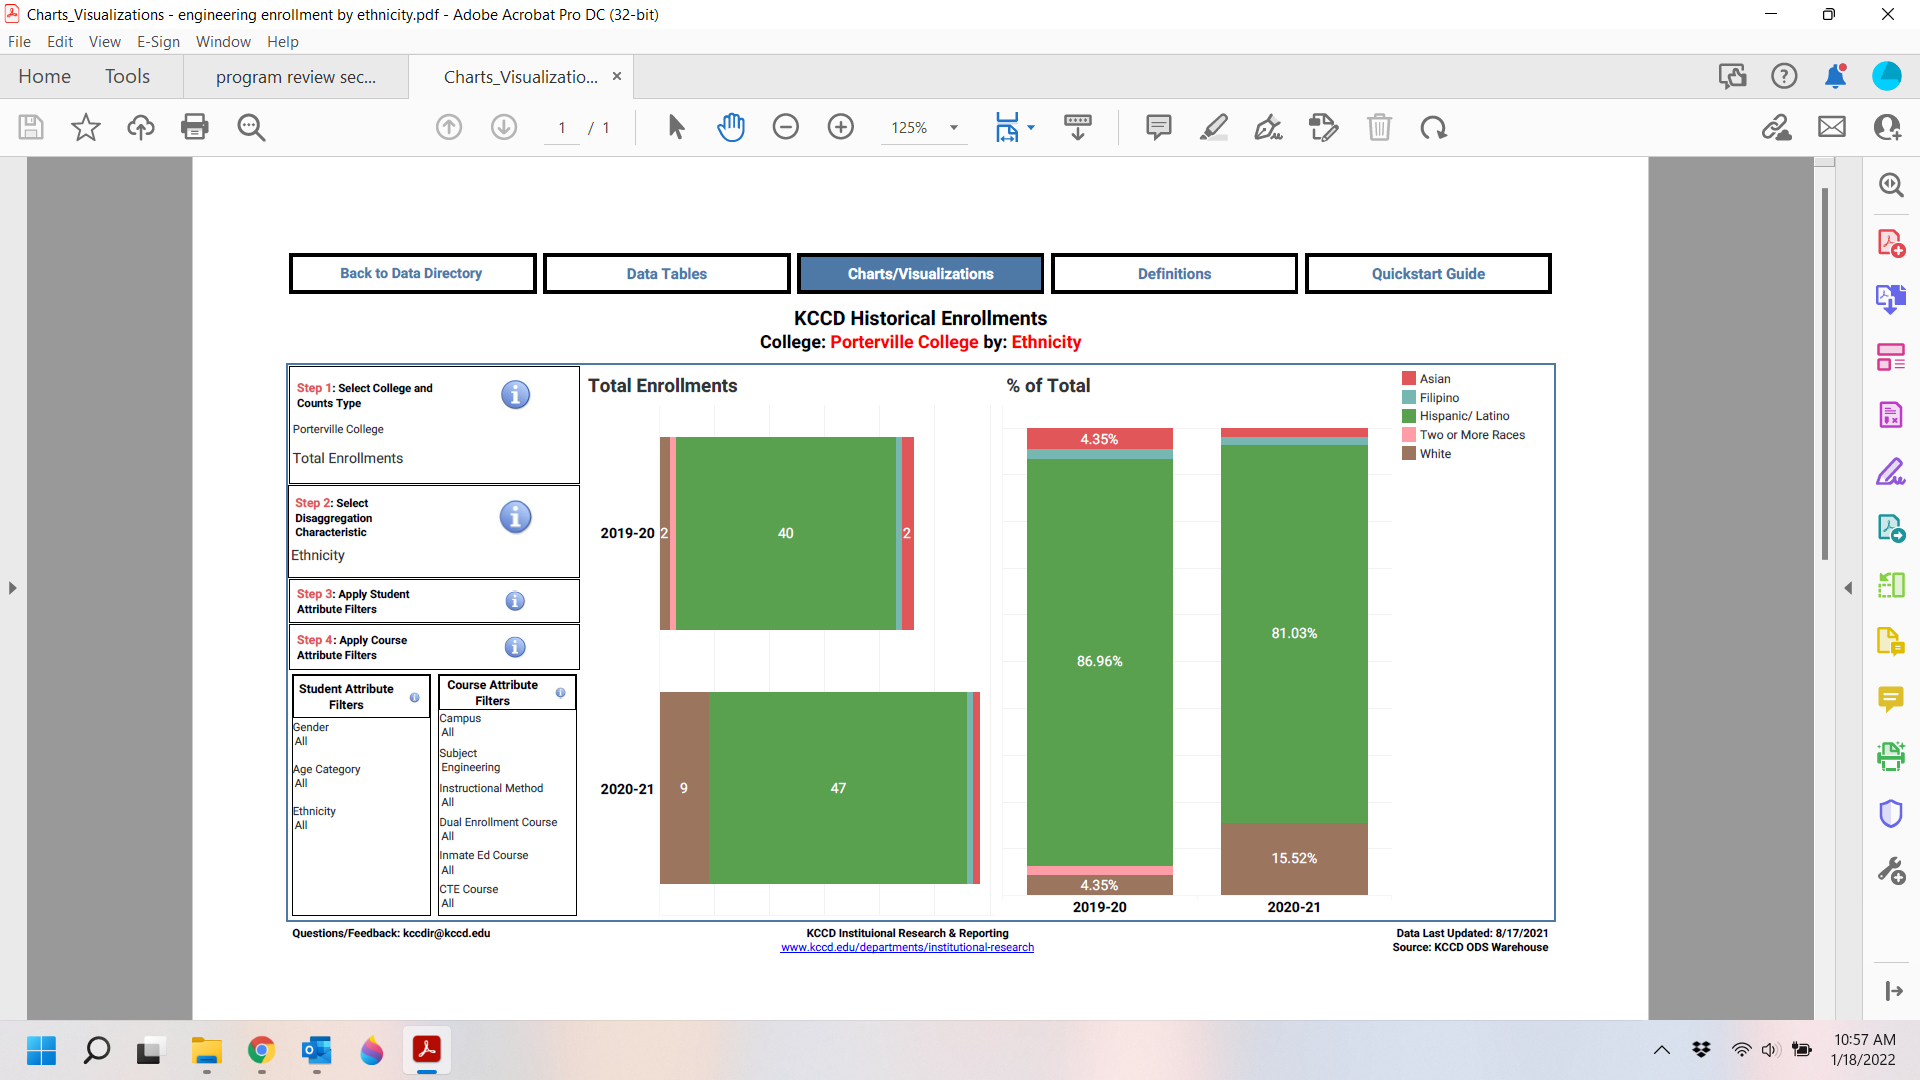 Charts_Visualizations - engineering enrollment by ethnicity.pdf - Adobe Acrobat Pro DC (32-bit)
File Edit View E-Sign Window Help
Home Tools program review sec... Charts_Visualizatio... ×
1 / 1 125%
Back to Data Directory Data Tables Charts/Visualizations Definitions Quickstart Guide
KCCD Historical Enrollments
College: Porterville College by: Ethnicity
Step 1: Select College and
Counts Type
Porterville College
Total Enrollments
Step 2: Select
Disaggregation
Characteristic
Ethnicity
Step 3: Apply Student
Attribute Filters
Step 4: Apply Course
Attribute Filters
Student Attribute
Filters
Gender
All
Age Category
All
Ethnicity
All
Course Attribute
Filters
Campus
All
Subject
Engineering
Instructional Method
All
Dual Enrollment Course
All
Inmate Ed Course
All
CTE Course
All
Total Enrollments
2019-20 2 40 2
2020-21 9 47
% of Total
4.35%
86.96%
4.35%
81.03%
15.52%
2019-20 2020-21
Asian
Filipino
Hispanic/ Latino
Two or More Races
White
Questions/Feedback: kccdir@kccd.edu
KCCD Instituional Research & Reporting
www.kccd.edu/departments/institutional-research
Data Last Updated: 8/17/2021
Source: KCCD ODS Warehouse
10:57 AM
1/18/2022